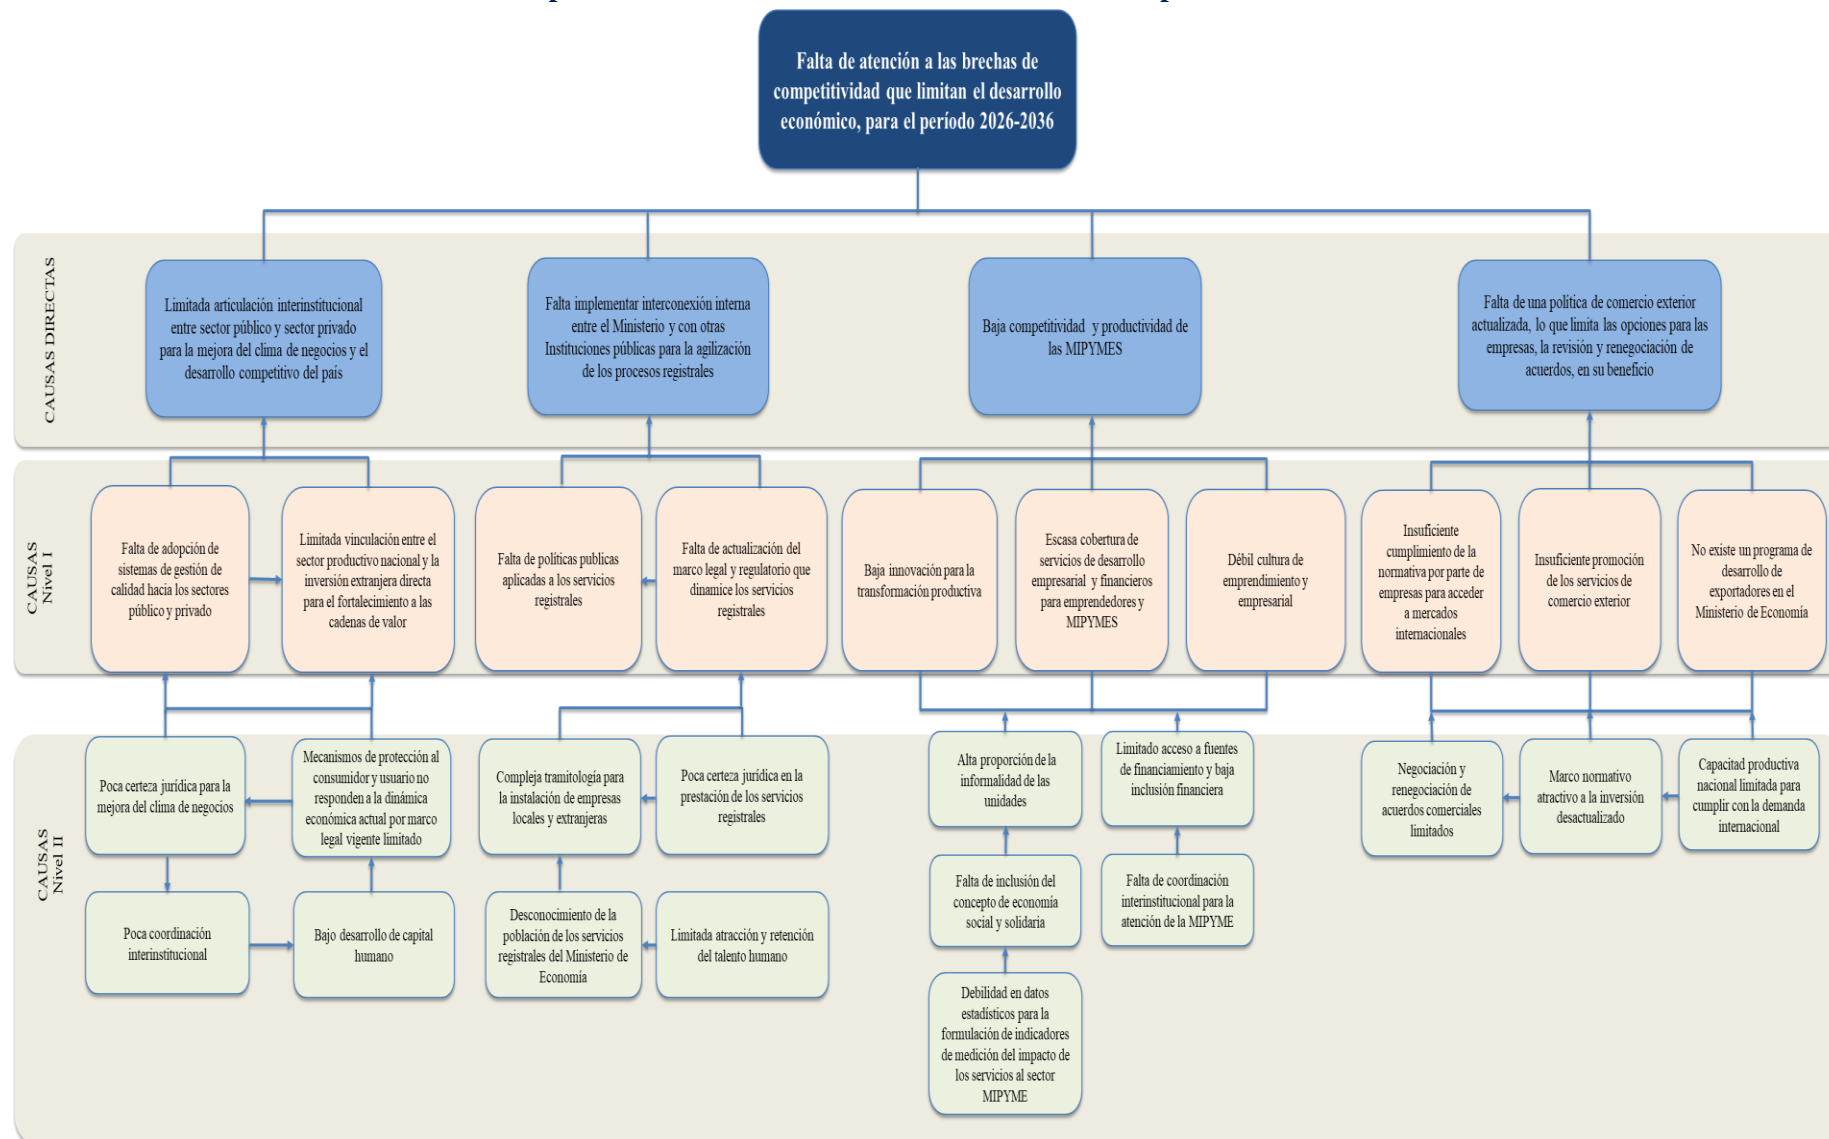 Falta de atención a las brechas de
competitividad que limitan el desarrollo
económico, para el período 2026-2036
CAUSAS DIRECTAS
Limitada articulación interinstitucional
entre sector público y sector privado
para la mejora del clima de negocios y el
desarrollo competitivo del país
Falta implementar interconexión interna
entre el Ministerio y con otras
Instituciones públicas para la agilización
de los procesos registrales
Baja competitividad y productividad de
las MIPYMES
Falta de una política de comercio exterior
actualizada, lo que limita las opciones para las
empresas, la revisión y renegociación de
acuerdos, en su beneficio
CAUSAS
Nivel I
Falta de adopción de
sistemas de gestión de
calidad hacia los sectores
público y privado
Limitada vinculación entre el
sector productivo nacional y la
inversión extranjera directa
para el fortalecimiento a las
cadenas de valor
Falta de políticas publicas
aplicadas a los servicios
registrales
Falta de actualización del
marco legal y regulatorio que
dinamice los servicios
registrales
Baja innovación para la
transformación productiva
Escasa cobertura de
servicios de desarrollo
empresarial y financieros
para emprendedores y
MIPYMES
Débil cultura de
emprendimiento y
empresarial
Insuficiente
cumplimiento de la
normativa por parte de
empresas para acceder
a mercados
internacionales
Insuficiente promoción
de los servicios de
comercio exterior
No existe un programa de
desarrollo de
exportadores en el
Ministerio de Economía
CAUSAS
Nivel II
Poca certeza jurídica para la
mejora del clima de negocios
Mecanismos de protección al
consumidor y usuario no
responden a la dinámica
económica actual por marco
legal vigente limitado
Compleja tramitología para
la instalación de empresas
locales y extranjeras
Poca certeza jurídica en la
prestación de los servicios
registrales
Alta proporción de la
informalidad de las
unidades
Limitado acceso a fuentes
de financiamiento y baja
inclusión financiera
Negociación y
renegociación de
acuerdos comerciales
limitados
Marco normativo
atractivo a la inversión
desactualizado
Capacitad productiva
nacional limitada para
cumplir con la demanda
internacional
Poca coordinación
interinstitucional
Bajo desarrollo de capital
humano
Desconocimiento de la
población de los servicios
registrales del Ministerio de
Economía
Limitada atracción y retención
del talento humano
Falta de inclusión del
concepto de economía
social y solidaria
Falta de coordinación
interinstitucional para la
atención de la MIPYME
Debilidad en datos
estadísticos para la
formulación de indicadores
de medición del impacto de
los servicios al sector
MIPYME